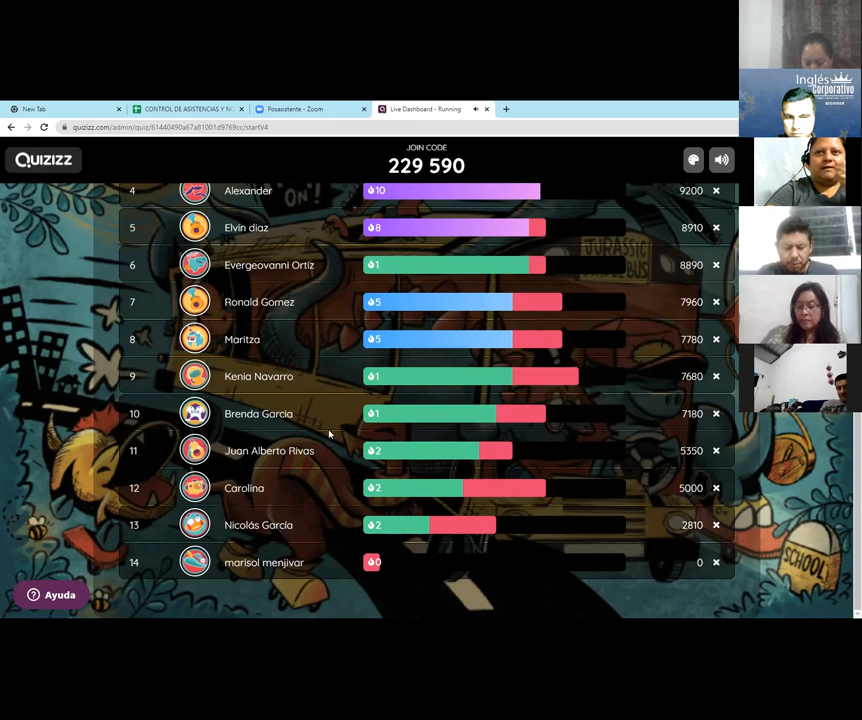 New Tab
CONTROL DE ASISTENCIAS Y NO
Posasistente - Zoom
Live Dashboard - Running
quizizz.com/admin/quiz/61440490a67a81001d9769cc/startV4
QUIZIZZ
JOIN CODE
229 590
4 Alexander 10 9200
5 Elvin diaz 8 8910
6 Evergeovanni Ortiz 1 8890
7 Ronald Gomez 5 7960
8 Maritza 5 7780
9 Kenia Navarro 1 7680
10 Brenda Garcia 1 7180
11 Juan Alberto Rivas 2 5350
12 Carolina 2 5000
13 Nicolás García 2 2810
14 marisol menjivar 0 0
Ayuda
ON!
JURASSIC
SCHOOL
Inglés
Corporativo
BEGINNER